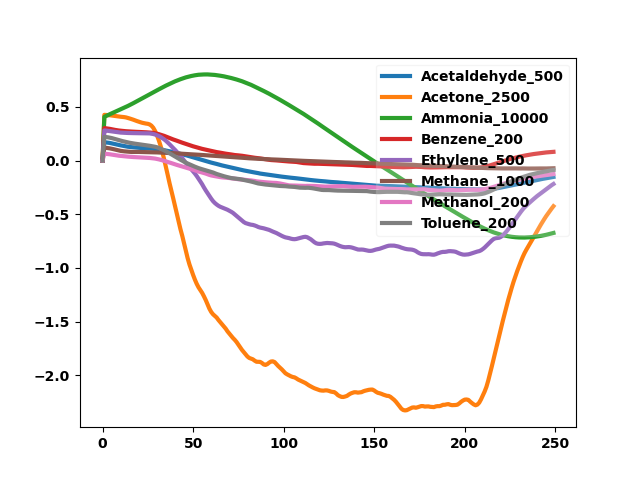 Acetaldehyde_500
Acetone_2500
Ammonia_10000
Benzene_200
Ethylene_500
Methane_1000
Methanol_200
Toluene_200
0.5
0.0
−0.5
−1.0
−1.5
−2.0
0 50 100 150 200 250